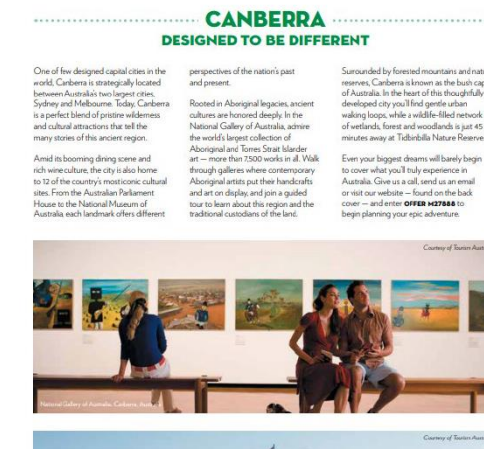 CANBERRA
DESIGNED TO BE DIFFERENT
One of few designed capital cities in the
world, Canberra is strategically located
between Australia's two largest cities,
Sydney and Melbourne. Today, Canberra
is a perfect blend of pristine wilderness
and cultural attractions that tell the
many stories of this ancient region.
Amid its booming dining scene and
rich wine culture, the city is also home
to 12 of the country's most iconic cultural
sites. From the Australian Parliament
House to the National Museum of
Australia, each landmark offers different
perspectives of the nation's past
and present.
Rooted in Aboriginal legacies, ancient
cultures are honored deeply. In the
National Gallery of Australia, admire
the world's largest collection of
Aboriginal and Torres Strait Islander
art — more than 7,500 works in all. Walk
through galleries where contemporary
Aboriginal artists put their handcrafts
and art on display, and join a guided
tour to learn about this region and the
traditional custodians of the land.
Surrounded by forested mountains and natu
reserves, Canberra is known as the bush cap
of Australia. In the heart of this thoughtfully
developed city you'll find gentle urban
walking loops, while a wildlife-filled network
of wetlands, forest and woodlands is just 45
minutes away at Tidbinbilla Nature Reserve
Even your biggest dreams will barely begin
to cover what you'll truly experience in
Australia. Give us a call, send us an email
or visit our website — found on the back
cover — and enter OFFER M27888 to
begin planning your epic adventure.
Courtesy of Tourism Aust
National Gallery of Australia, Canberra, Australia
Courtesy of Tourism Aust